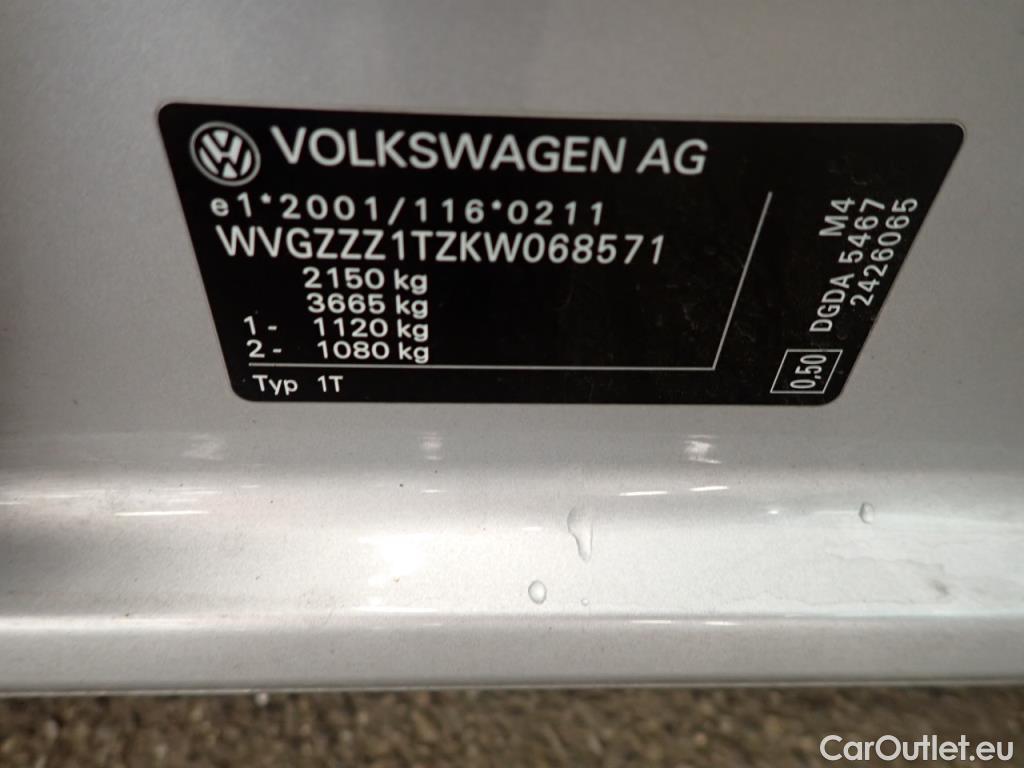 VOLKSWAGEN AG
e1*2001/116*0211
WVGZZZ1TZKW068571
2150 kg
3665 kg
1- 1120 kg
2- 1080 kg
Typ 1T
M4
DGDA 5467
2426065
0,50
CarOutlet.eu